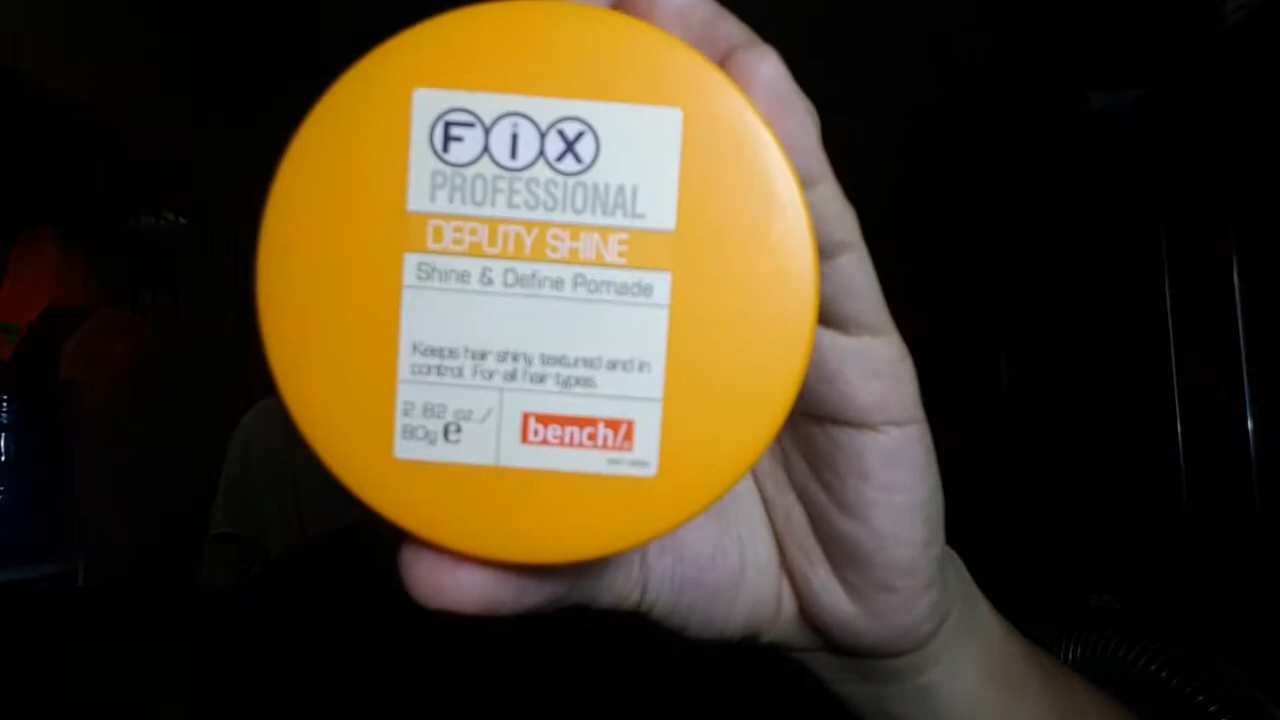 FiX
PROFESSIONAL
DEPUTY SHINE
Shine & Define Pomade
Keeps hair shiny, textured and in
control. For all hair types.
2.82 oz./
80g e
bench/.